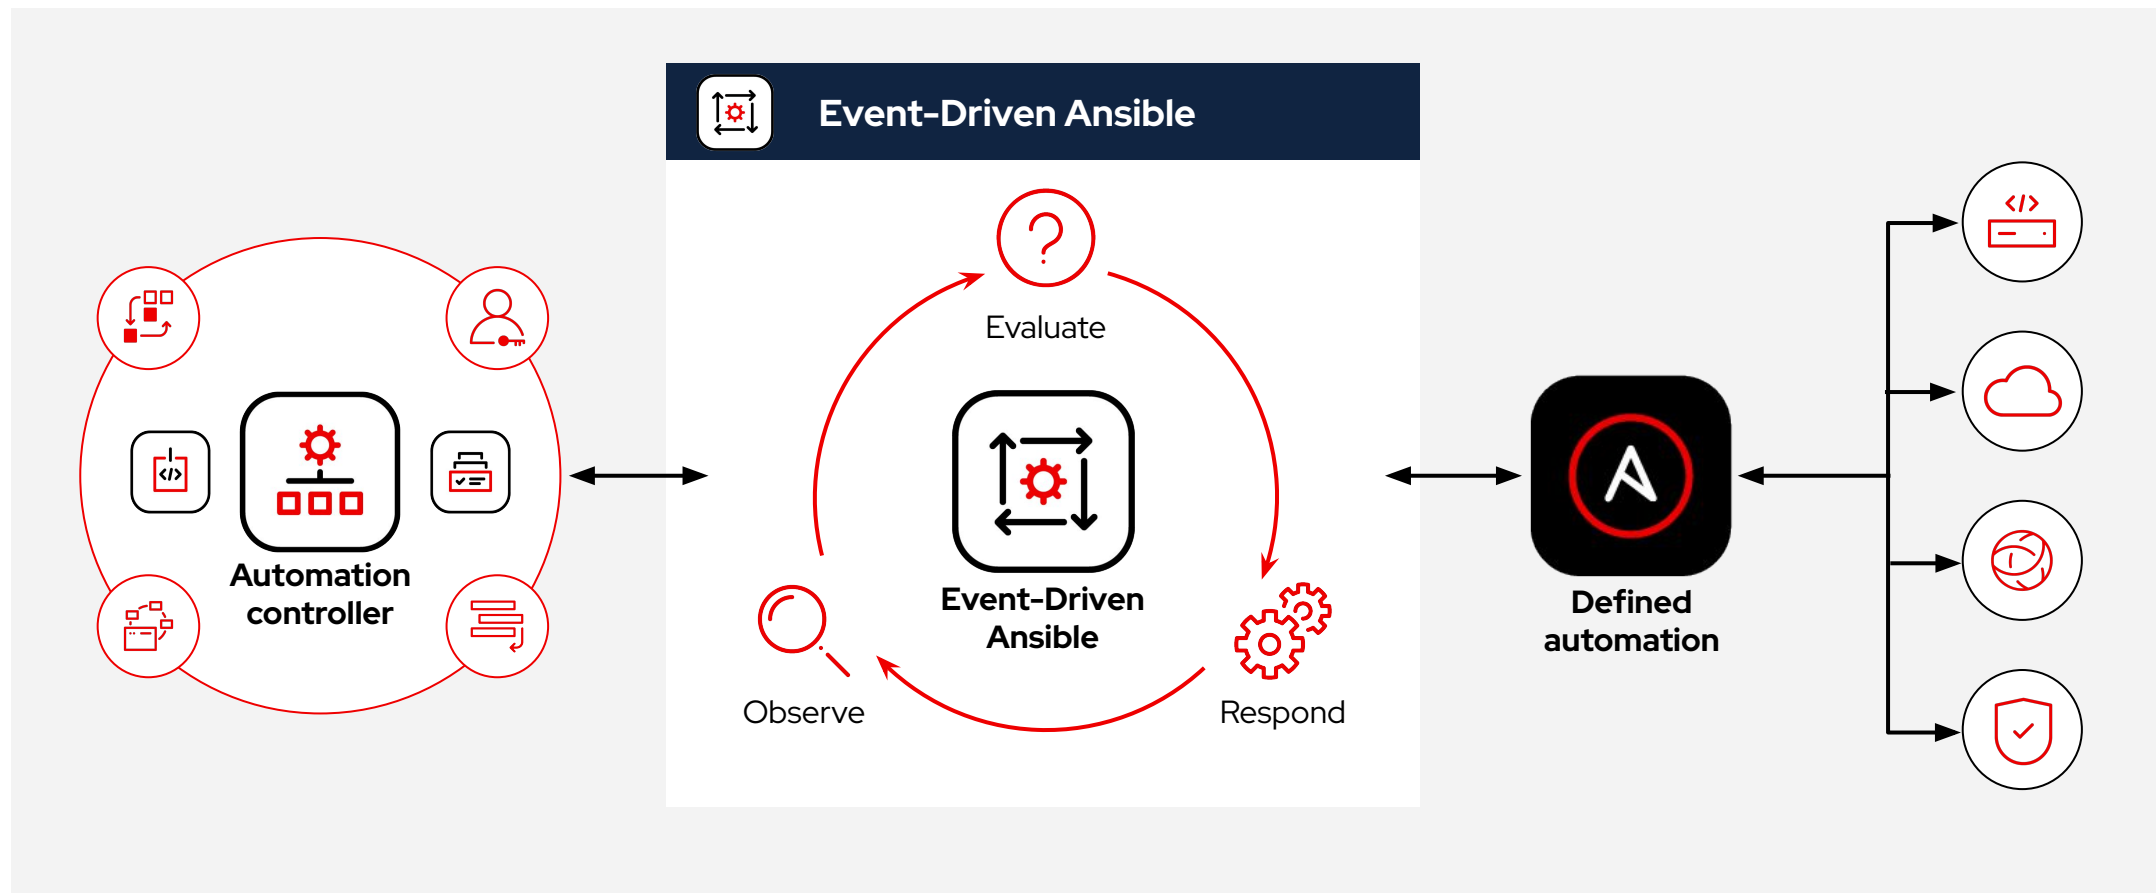 Event-Driven Ansible
Evaluate
</>
</>
Automation
controller
Event-Driven
Ansible
Defined
automation
Observe
Respond